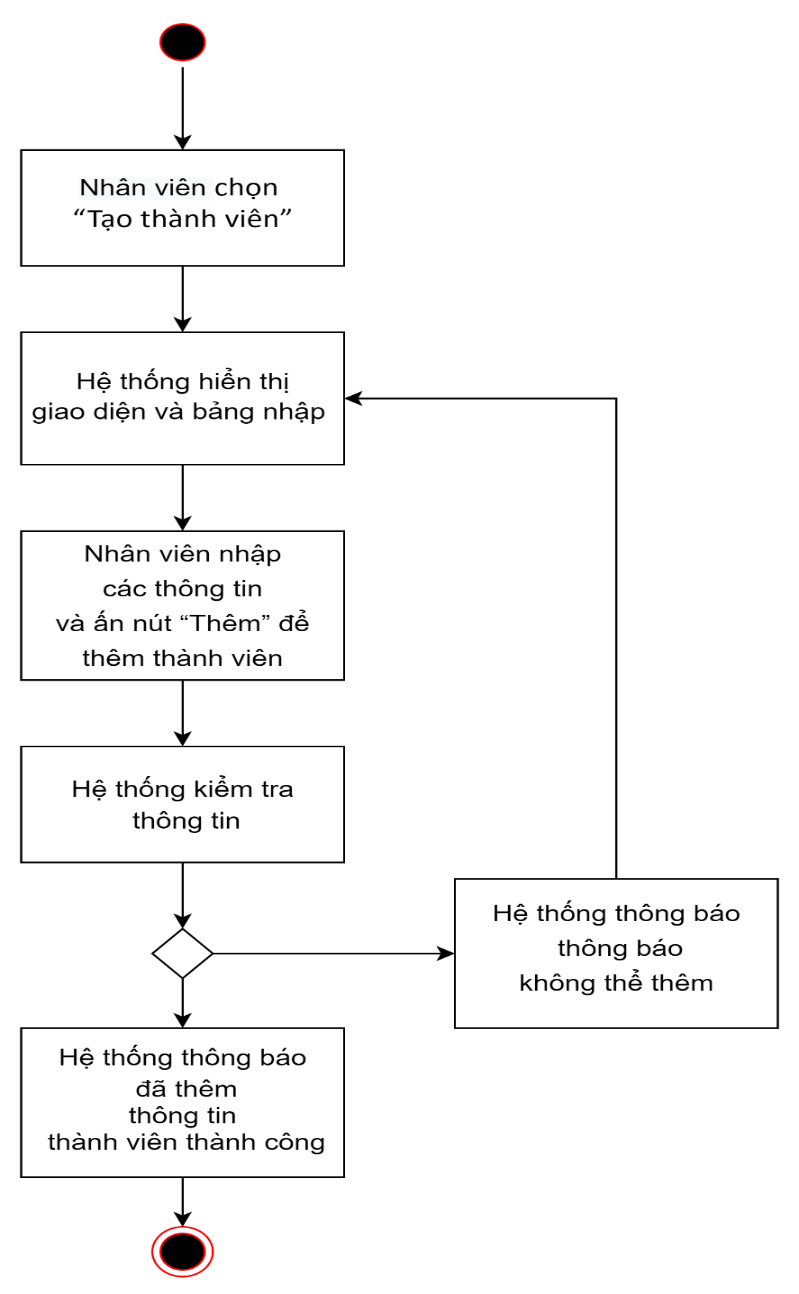 Nhân viên chọn
“Tạo thành viên”
Hệ thống hiển thị
giao diện và bảng nhập
Nhân viên nhập
các thông tin
và ấn nút “Thêm” để
thêm thành viên
Hệ thống kiểm tra
thông tin
Hệ thống thông báo
thông báo
không thể thêm
Hệ thống thông báo
đã thêm
thông tin
thành viên thành công